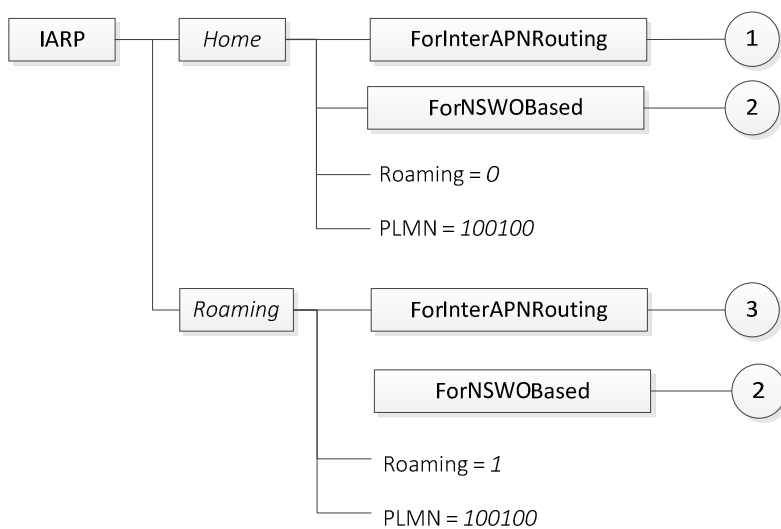 IARP
Home
ForInterAPNRouting
1
ForNSWOBased
2
Roaming = 0
PLMN = 100100
Roaming
ForInterAPNRouting
3
ForNSWOBased
2
Roaming = 1
PLMN = 100100